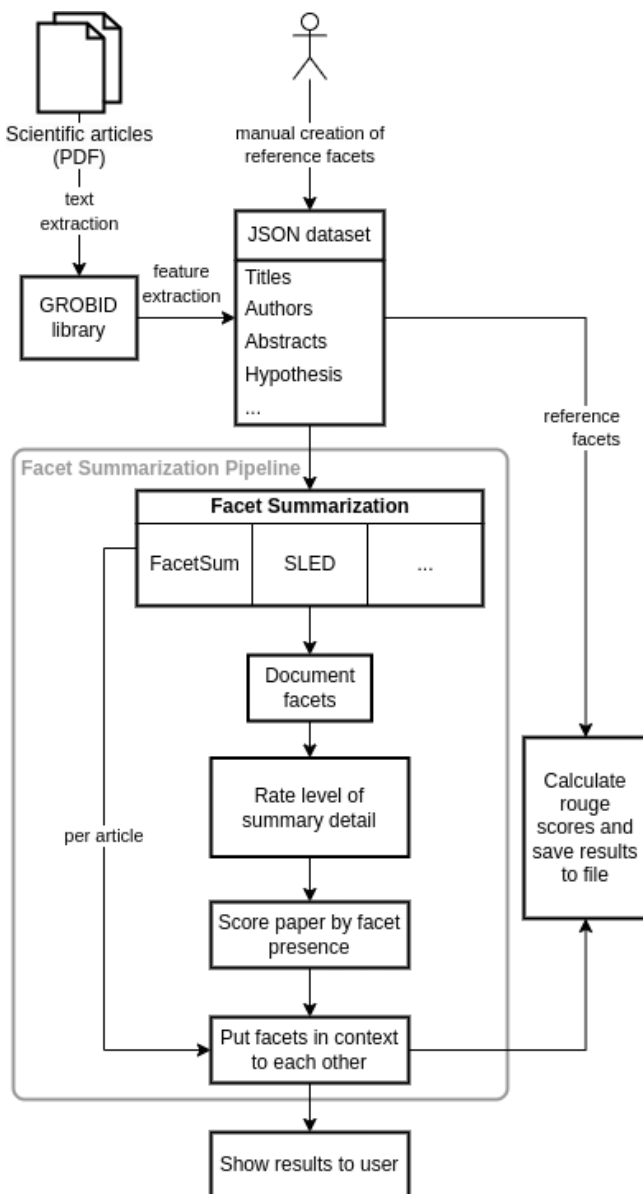 Scientific articles
(PDF)
text
extraction
GROBID
library
feature
extraction
manual creation of
reference facets
JSON dataset
Titles
Authors
Abstracts
Hypothesis
...
reference
facets
Facet Summarization Pipeline
Facet Summarization
FacetSum
SLED
...
Document
facets
Rate level of
summary detail
per article
Score paper by facet
presence
Put facets in context
to each other
Calculate
rouge
scores and
save results
to file
Show results to user